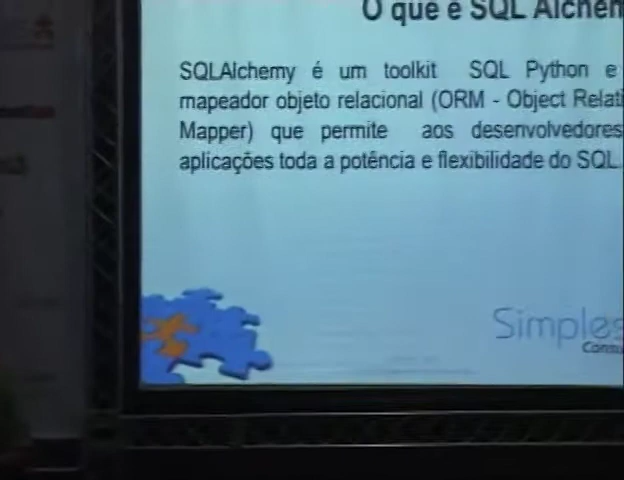 O que é SQL Alchem
SQLAlchemy é um toolkit SQL Python e
mapeador objeto relacional (ORM - Object Relati
Mapper) que permite aos desenvolvedores
aplicações toda a potência e flexibilidade do SQL
Simples
Consu